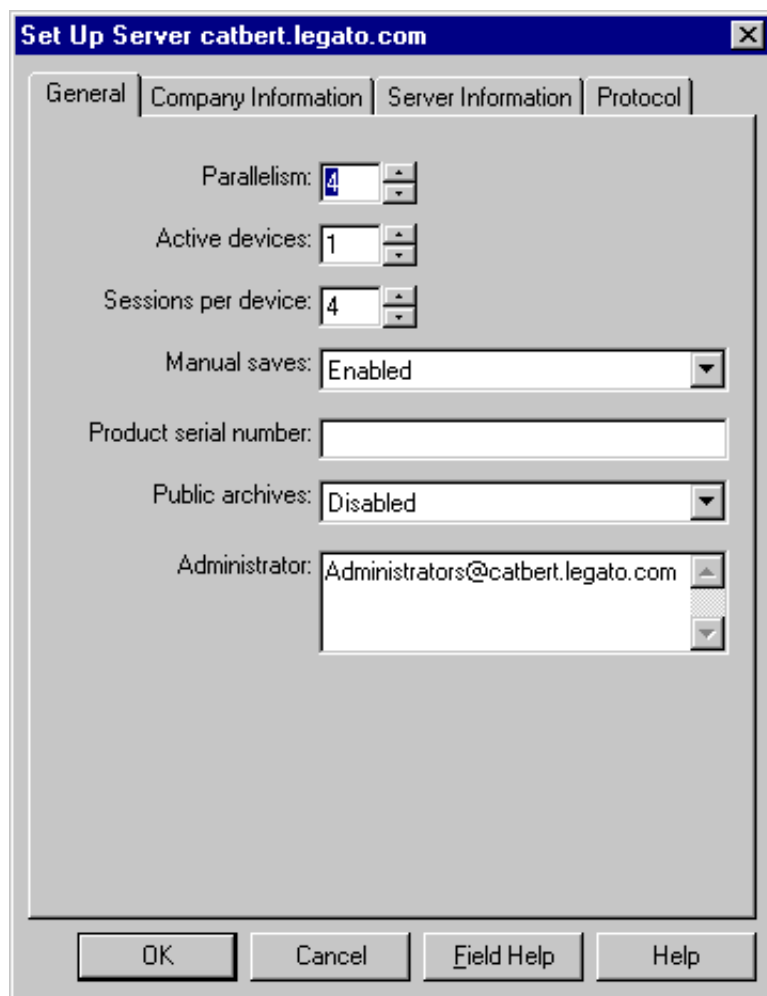 Set Up Server catbert.legato.com
General Company Information Server Information Protocol
Parallelism: 4
Active devices: 1
Sessions per device: 4
Manual saves: Enabled
Product serial number:
Public archives: Disabled
Administrator: Administrators@catbert.legato.com
OK Cancel Field Help Help